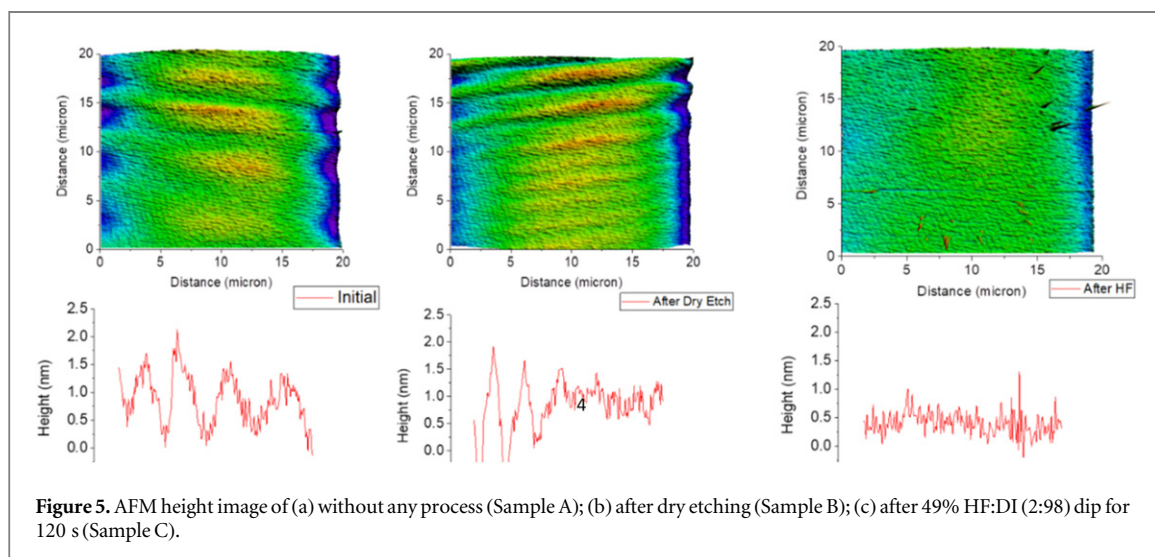 20
15
10
5
0
Distance (micron)
0 5 10 15 20
Distance (micron)
Initial
20
15
10
5
0
Distance (micron)
0 5 10 15 20
Distance (micron)
After Dry Etch
20
15
10
5
0
Distance (micron)
0 5 10 15 20
Distance (micron)
After HF
2.5
2.0
1.5
1.0
0.5
0.0
Height (nm)
2.5
2.0
1.5
1.0
0.5
0.0
Height (nm)
4
2.5
2.0
1.5
1.0
0.5
0.0
Height (nm)
Figure 5. AFM height image of (a) without any process (Sample A); (b) after dry etching (Sample B); (c) after 49% HF:DI (2:98) dip for
120 s (Sample C).